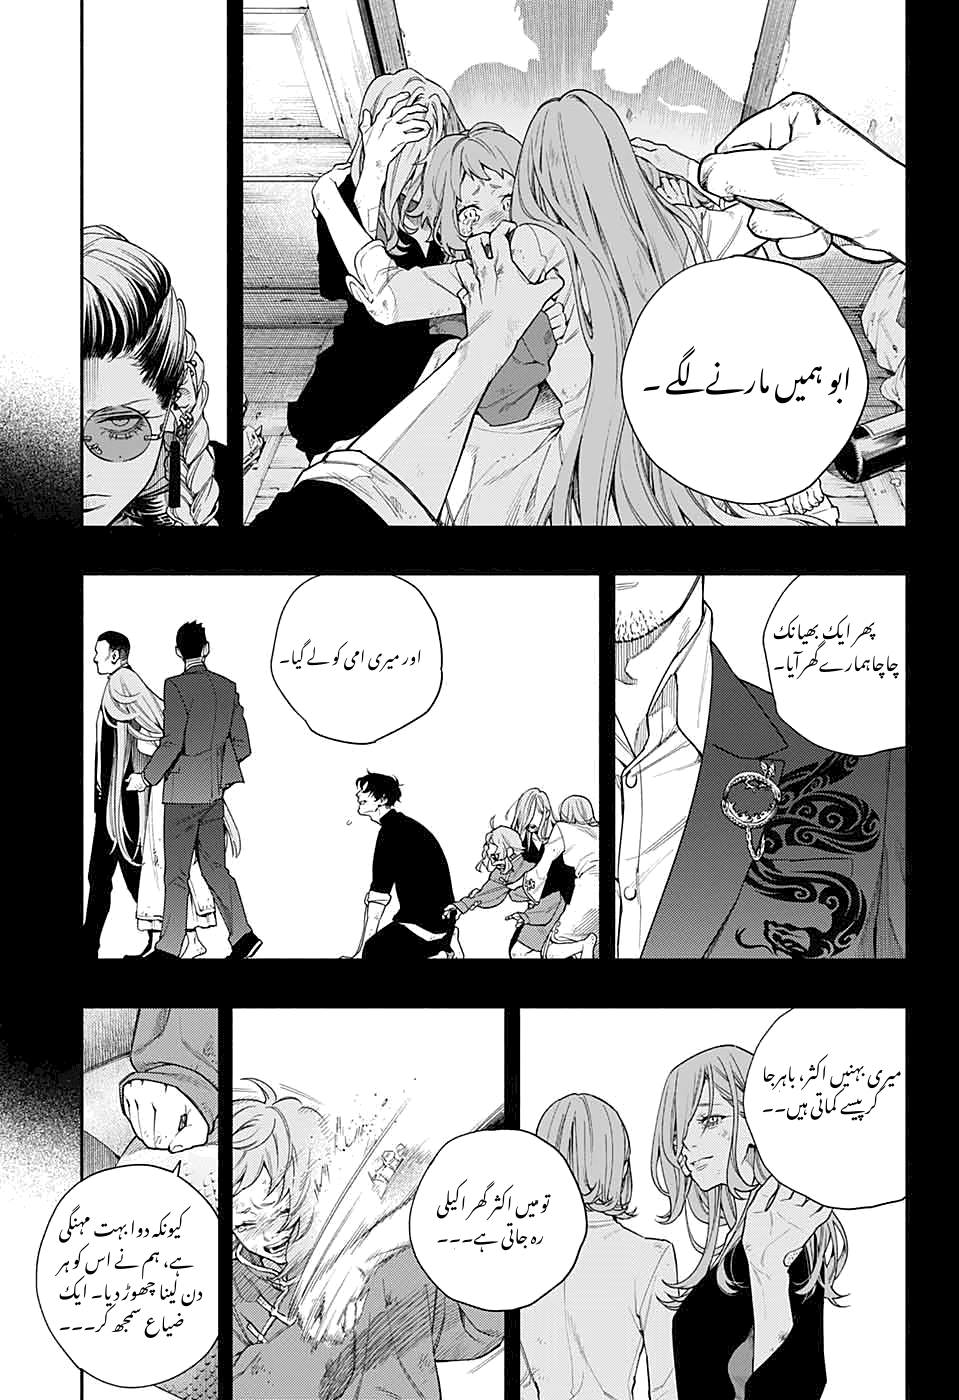 ابو ہمیں مارنے لگے ۔
پھر ایک بھیانک
چاچا ہمارے گھر آیا۔
اور میری امی کو لے گیا۔
میری بہنیں اکثر، باہر جا
کر پیسے کماتی ہیں۔۔
تو میں اکثر گھر اکیلی
رہ جاتی ہے۔۔۔
کیونکہ دوا بہت مہنگی
ہے، ہم نے اس کو ہر
دن لینا چھوڑ دیا۔ ایک
ضیاع سمجھ کر۔۔۔